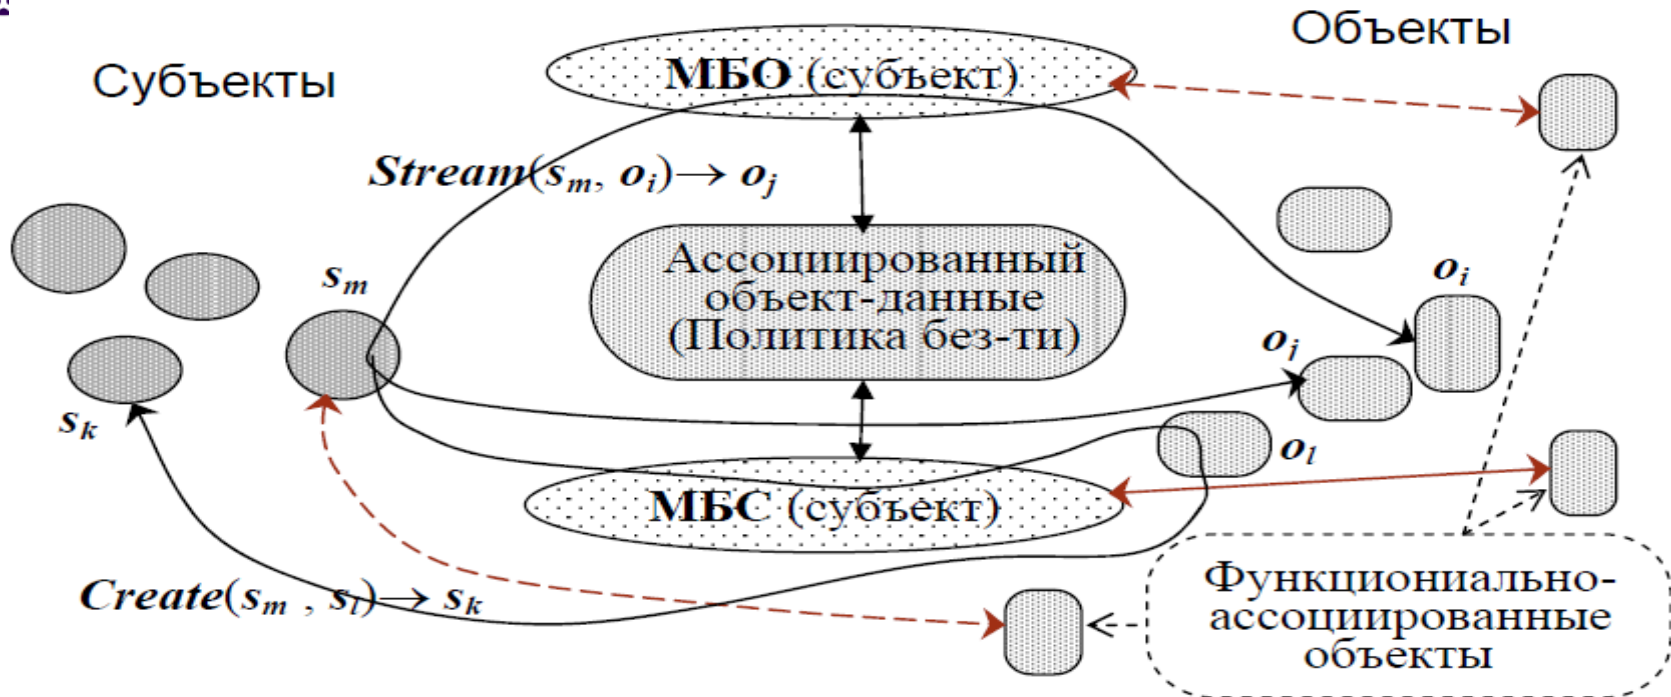 Объекты
Субъекты
МБО (субъект)
Stream(sₘ, oᵢ)→ oⱼ
Ассоциированный
объект-данные
(Политика без-ти)
sₘ
oᵢ
oⱼ
sₖ
oₗ
МБС (субъект)
Create(sₘ , sₗ)→ sₖ
Функциониально-
ассоциированные
объекты